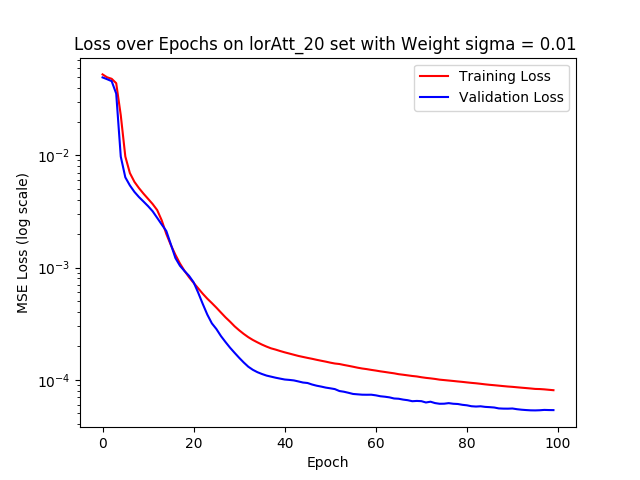 Loss over Epochs on lorAtt_20 set with Weight sigma = 0.01
Training Loss
Validation Loss
MSE Loss (log scale)
10⁻²
10⁻³
10⁻⁴
0 20 40 60 80 100
Epoch